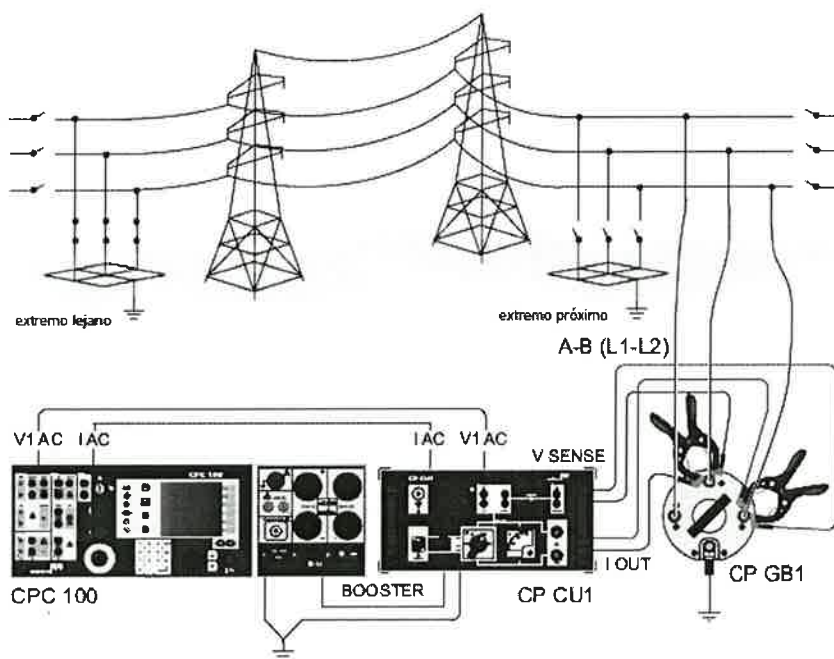 extremo lejano
extremo próximo
A-B (L1-L2)
V1 AC
I AC
I AC
V1 AC
V SENSE
CPC 100
CP CU1
I OUT
CP GB1
BOOSTER
CPC 100
CP CU1